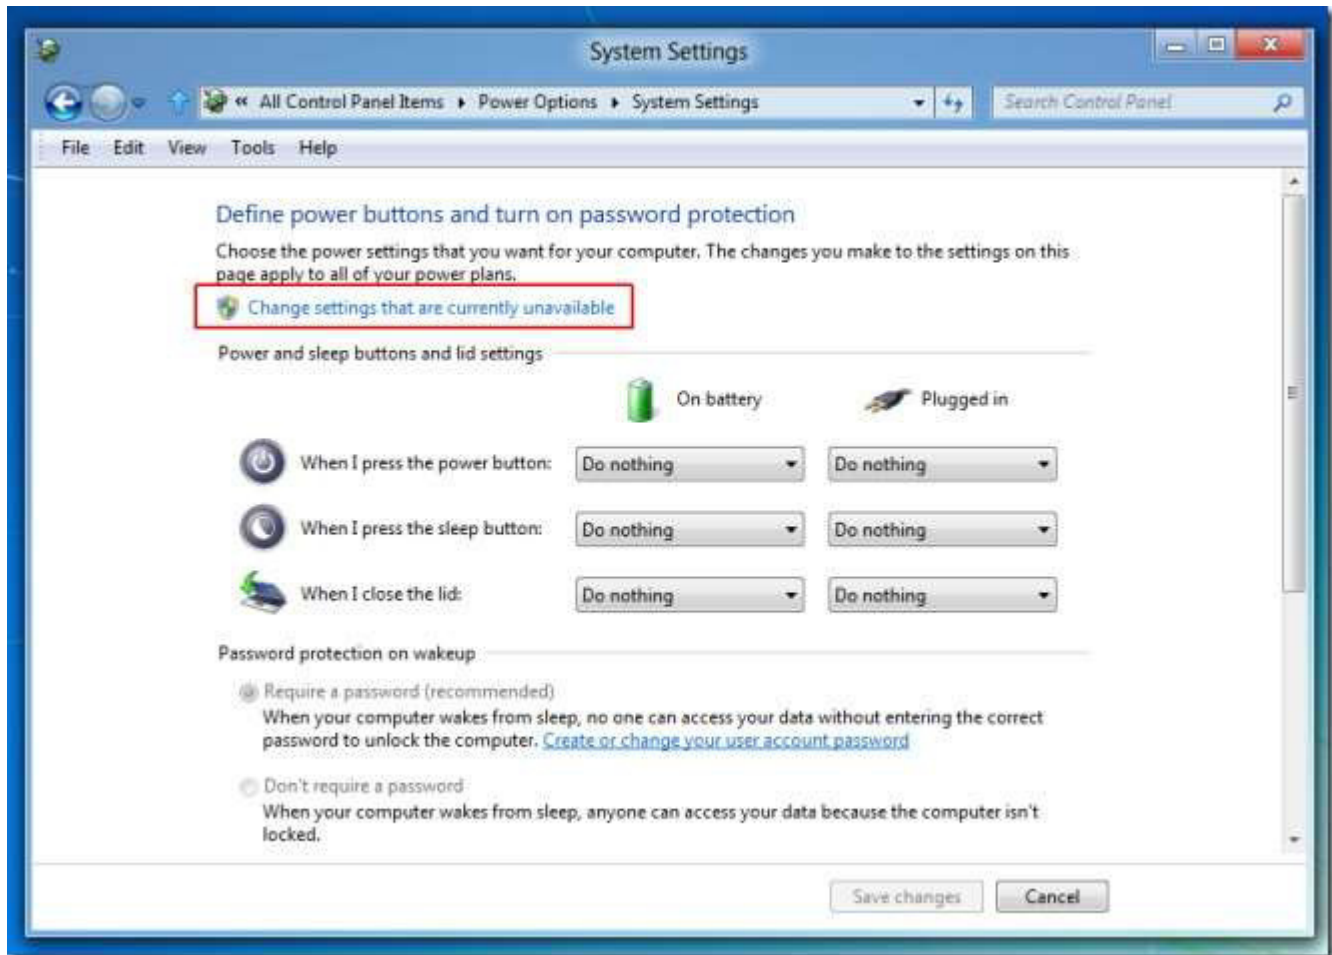 System Settings
« All Control Panel Items ▸ Power Options ▸ System Settings
Search Control Panel
File Edit View Tools Help
Define power buttons and turn on password protection
Choose the power settings that you want for your computer. The changes you make to the settings on this
page apply to all of your power plans.
Change settings that are currently unavailable
Power and sleep buttons and lid settings
On battery Plugged in
When I press the power button: Do nothing Do nothing
When I press the sleep button: Do nothing Do nothing
When I close the lid: Do nothing Do nothing
Password protection on wakeup
Require a password (recommended)
When your computer wakes from sleep, no one can access your data without entering the correct
password to unlock the computer. Create or change your user account password
Don't require a password
When your computer wakes from sleep, anyone can access your data because the computer isn't
locked.
Save changes Cancel